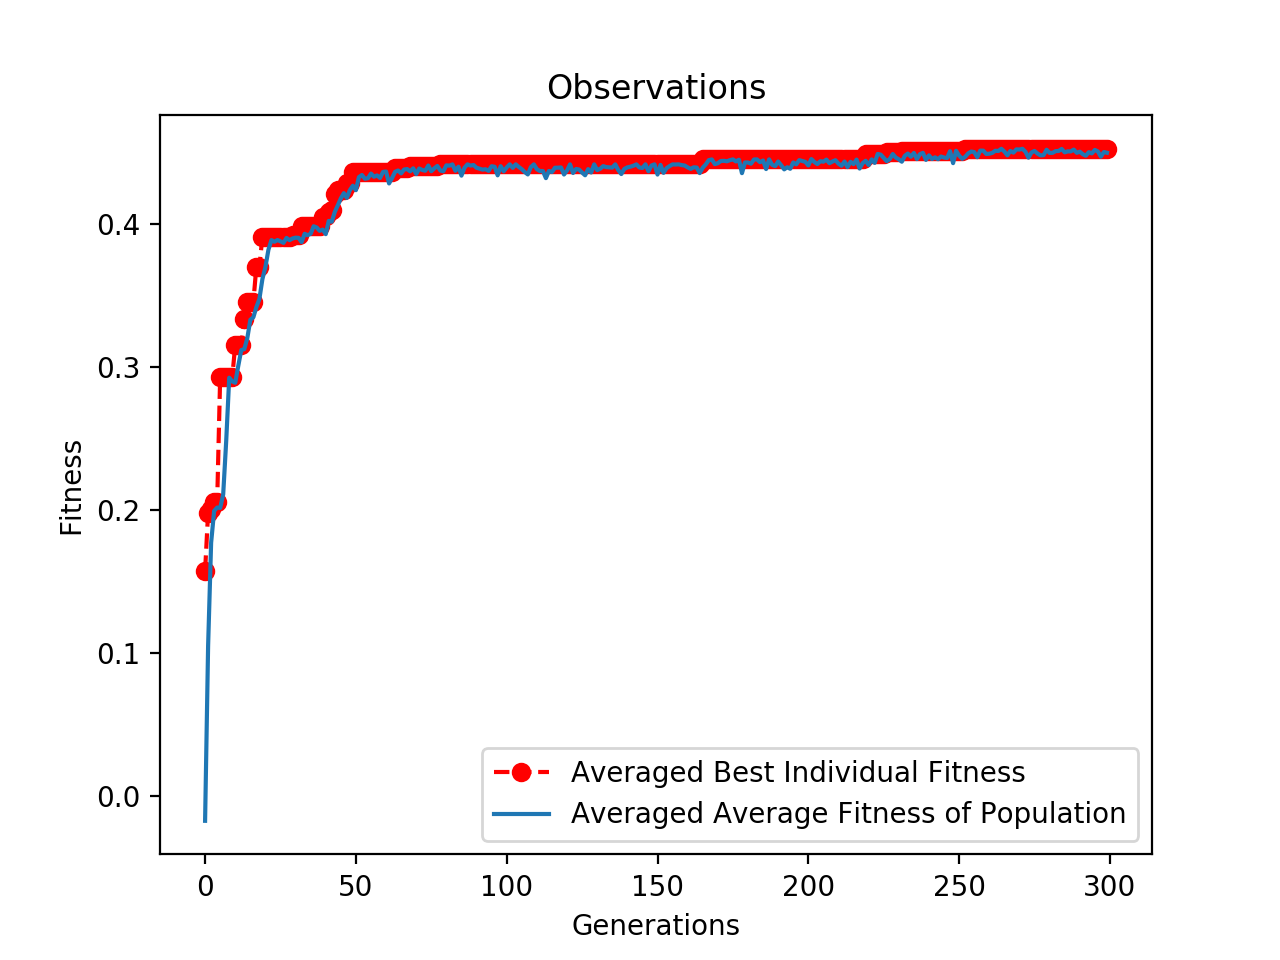 Observations
Fitness
0.4
0.3
0.2
0.1
0.0
Averaged Best Individual Fitness
Averaged Average Fitness of Population
0 50 100 150 200 250 300
Generations